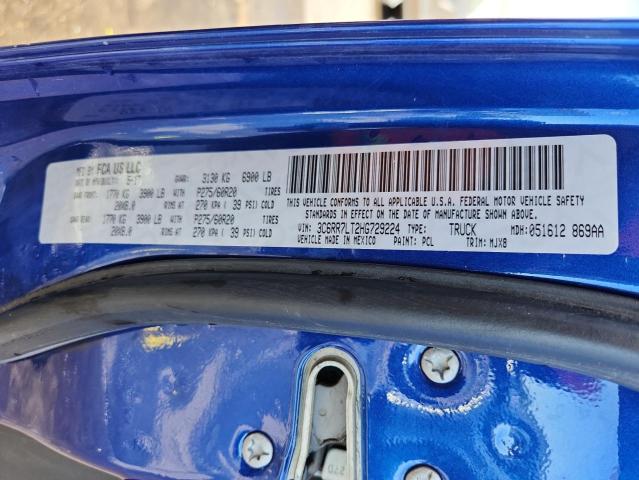 MFD BY FCA US LLC
DATE OF MFR 5-17 GVWR: 3130 KG 6900 LB
GAWR FRONT: 1770 KG 3900 LB WITH P275/60R20 TIRES
20X8.0 RIMS AT 270 KPA ( 39 PSI) COLD
GAWR REAR: 1770 KG 3900 LB WITH P275/60R20 TIRES
20X8.0 RIMS AT 270 KPA ( 39 PSI) COLD
THIS VEHICLE CONFORMS TO ALL APPLICABLE U.S.A. FEDERAL MOTOR VEHICLE SAFETY
STANDARDS IN EFFECT ON THE DATE OF MANUFACTURE SHOWN ABOVE.
VIN: 3C6RR7LT2HG729224 TYPE: TRUCK MDH: 051612 869AA
VEHICLE MADE IN MEXICO PAINT: PCL TRIM: MJX8